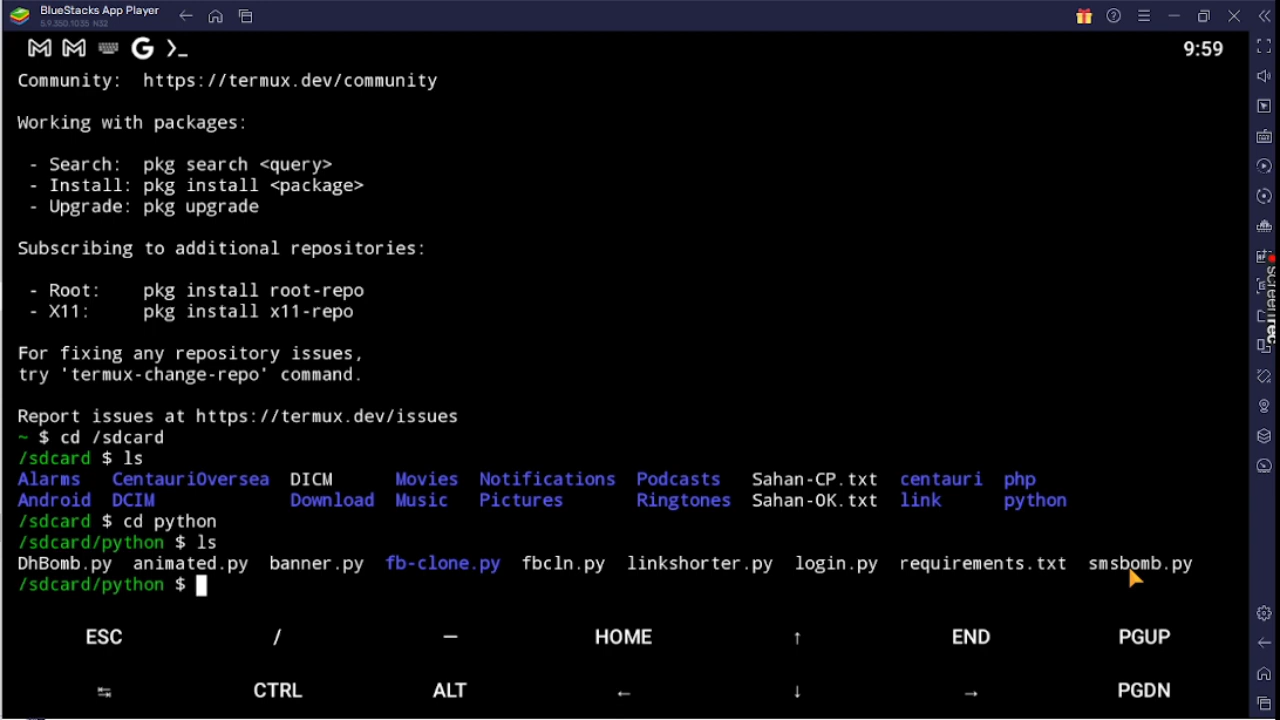 BlueStacks App Player
5.9.350.1035 N32
9:59
Community:  https://termux.dev/community
Working with packages:
- Search:  pkg search <query>
- Install: pkg install <package>
- Upgrade: pkg upgrade
Subscribing to additional repositories:
- Root:    pkg install root-repo
- X11:     pkg install x11-repo
For fixing any repository issues,
try 'termux-change-repo' command.
Report issues at https://termux.dev/issues
~ $ cd /sdcard
/sdcard $ ls
Alarms   CentauriOversea  DICM      Movies  Notifications  Podcasts   Sahan-CP.txt  centauri  php
Android  DCIM             Download  Music   Pictures       Ringtones  Sahan-OK.txt  link      python
/sdcard $ cd python
/sdcard/python $ ls
DhBomb.py  animated.py  banner.py  fb-clone.py  fbcln.py  linkshorter.py  login.py  requirements.txt  smsbomb.py
/sdcard/python $
ESC / — HOME ↑ END PGUP
CTRL ALT ← ↓ → PGDN
screenrec